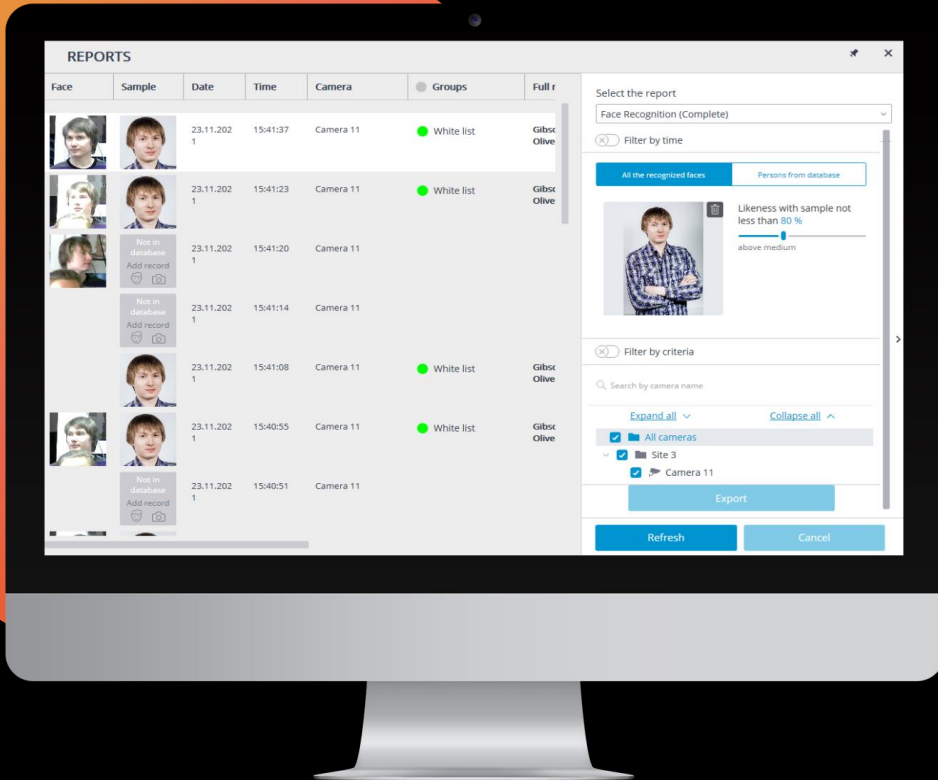 REPORTS
Face Sample Date Time Camera Groups Full
23.11.202
1
15:41:37 Camera 11 White list
Gibsc
Olive
23.11.202
1
15:41:23 Camera 11 White list
Gibsc
Olive
Not in
database
Add record
23.11.202
1
15:41:20 Camera 11
Not in
database
Add record
23.11.202
1
15:41:14 Camera 11
23.11.202
1
15:41:08 Camera 11 White list
Gibsc
Olive
23.11.202
1
15:40:55 Camera 11 White list
Gibsc
Olive
Not in
database
Add record
23.11.202
1
15:40:51 Camera 11
Select the report
Face Recognition (Complete)
Filter by time
All the recognized faces Persons from database
Likeness with sample not
less than 80 %
above medium
Filter by criteria
Search by camera name
Expand all Collapse all
All cameras
Site 3
Camera 11
Export
Refresh Cancel